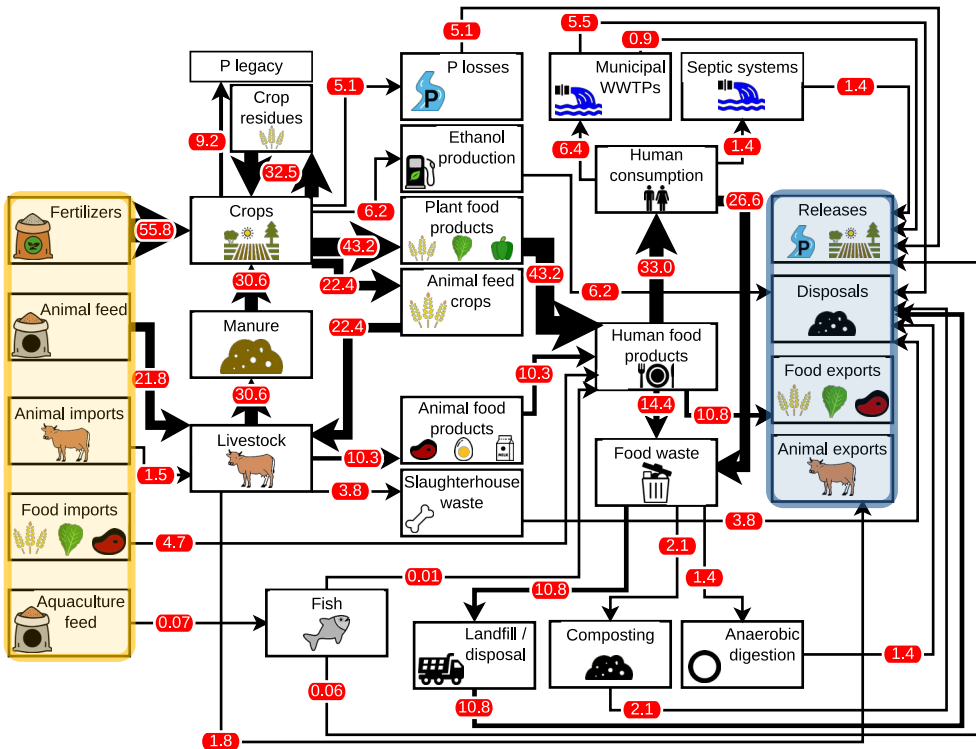 5.1
5.5
0.9
P legacy
P losses
Municipal
WWTPs
Septic systems
5.1
1.4
Crop
residues
9.2
32.5
Ethanol
production
6.4
1.4
Human
consumption
6.2
26.6
Fertilizers
55.8
Crops
43.2
Plant food
products
Releases
43.2
33.0
30.6
22.4
Animal feed
crops
6.2
Disposals
Animal feed
Manure
22.4
Human food
products
21.8
10.3
Food exports
30.6
14.4
10.8
Animal imports
Livestock
10.3
Animal food
products
MILK
Food waste
Animal exports
1.5
3.8
Slaughterhouse
waste
Food imports
3.8
4.7
2.1
0.01
1.4
10.8
Aquaculture
feed
0.07
Fish
Landfill /
disposal
Composting
Anaerobic
digestion
1.4
0.06
10.8
2.1
1.8